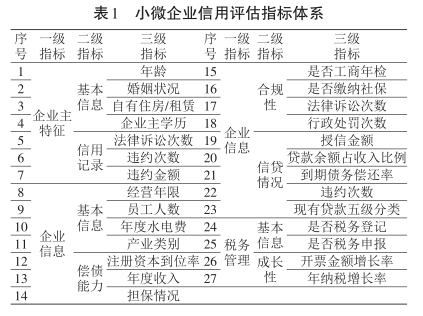 表1 小微企业信用评估指标体系
序号 一级指标 二级指标 三级指标 序号 一级指标 二级指标 三级指标
1 企业主特征 基本信息 年龄 15 企业信息 合规性 是否工商年检
2 婚姻状况 16 是否缴纳社保
3 自有住房/租赁 17 法律诉讼次数
4 企业主学历 18 行政处罚次数
5 信用记录 法律诉讼次数 19 信贷情况 授信金额
6 违约次数 20 贷款余额占收入比例
7 违约金额 21 到期债务偿还率
8 企业信息 基本信息 经营年限 22 违约次数
9 员工人数 23 现有贷款五级分类
10 年度水电费 24 税务管理 基本信息 是否税务登记
11 产业类别 25 是否税务申报
12 偿债能力 注册资本到位率 26 成长性 开票金额增长率
13 年度收入 27 年纳税增长率
14 担保情况